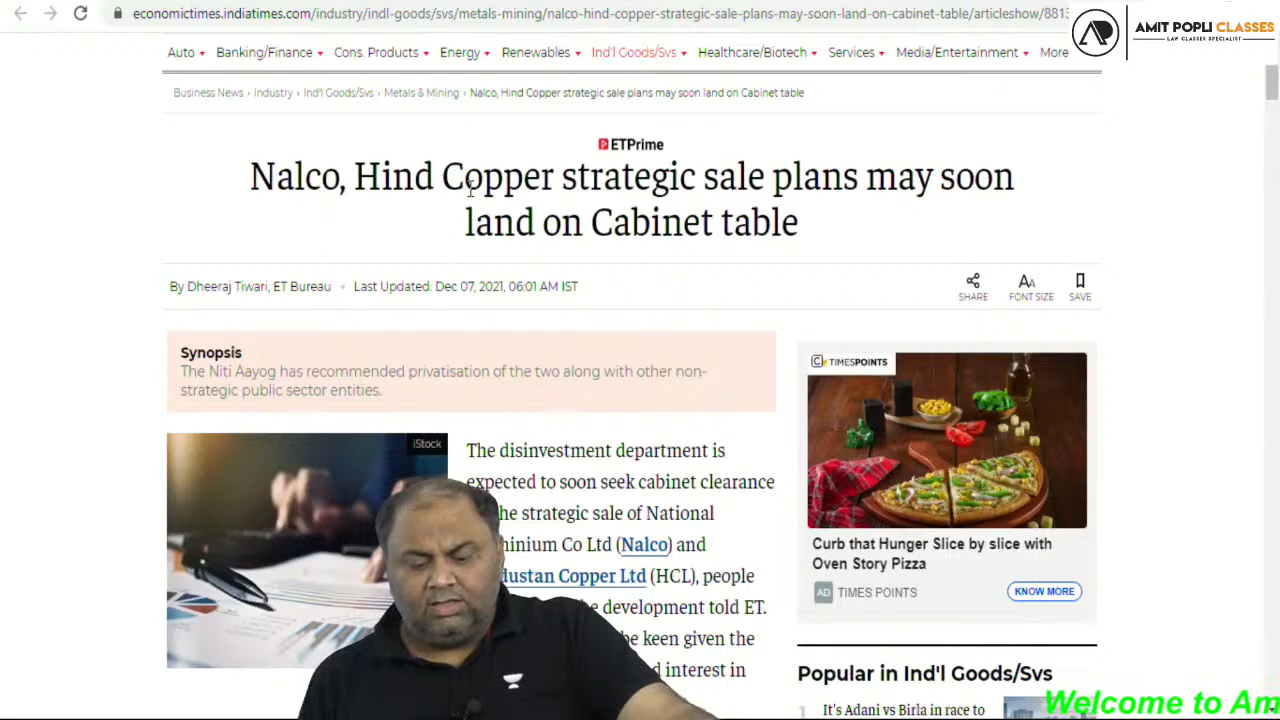 economictimes.indiatimes.com/industry/indl-goods/svs/metals-mining/nalco-hind-copper-strategic-sale-plans-may-soon-land-on-cabinet-table/articleshow/8813
AMIT POPLI CLASSES
LAW CLASSES SPECIALIST
Auto Banking/Finance Cons. Products Energy Renewables Ind'l Goods/Svs Healthcare/Biotech Services Media/Entertainment More
Business News › Industry › Ind'l Goods/Svs › Metals & Mining › Nalco, Hind Copper strategic sale plans may soon land on Cabinet table
ETPrime
Nalco, Hind Copper strategic sale plans may soon
land on Cabinet table
By Dheeraj Tiwari, ET Bureau • Last Updated: Dec 07, 2021, 06:01 AM IST
SHARE FONT SIZE SAVE
Synopsis
The Niti Aayog has recommended privatisation of the two along with other non-
strategic public sector entities.
iStock
The disinvestment department is
expected to soon seek cabinet clearance
he strategic sale of National
minium Co Ltd (Nalco) and
dustan Copper Ltd (HCL), people
e development told ET.
be keen given the
d interest in
TIMESPOINTS
Curb that Hunger Slice by slice with
Oven Story Pizza
AD TIMES POINTS KNOW MORE
Popular in Ind'l Goods/Svs
1 It's Adani vs Birla in race to
Welcome to Am